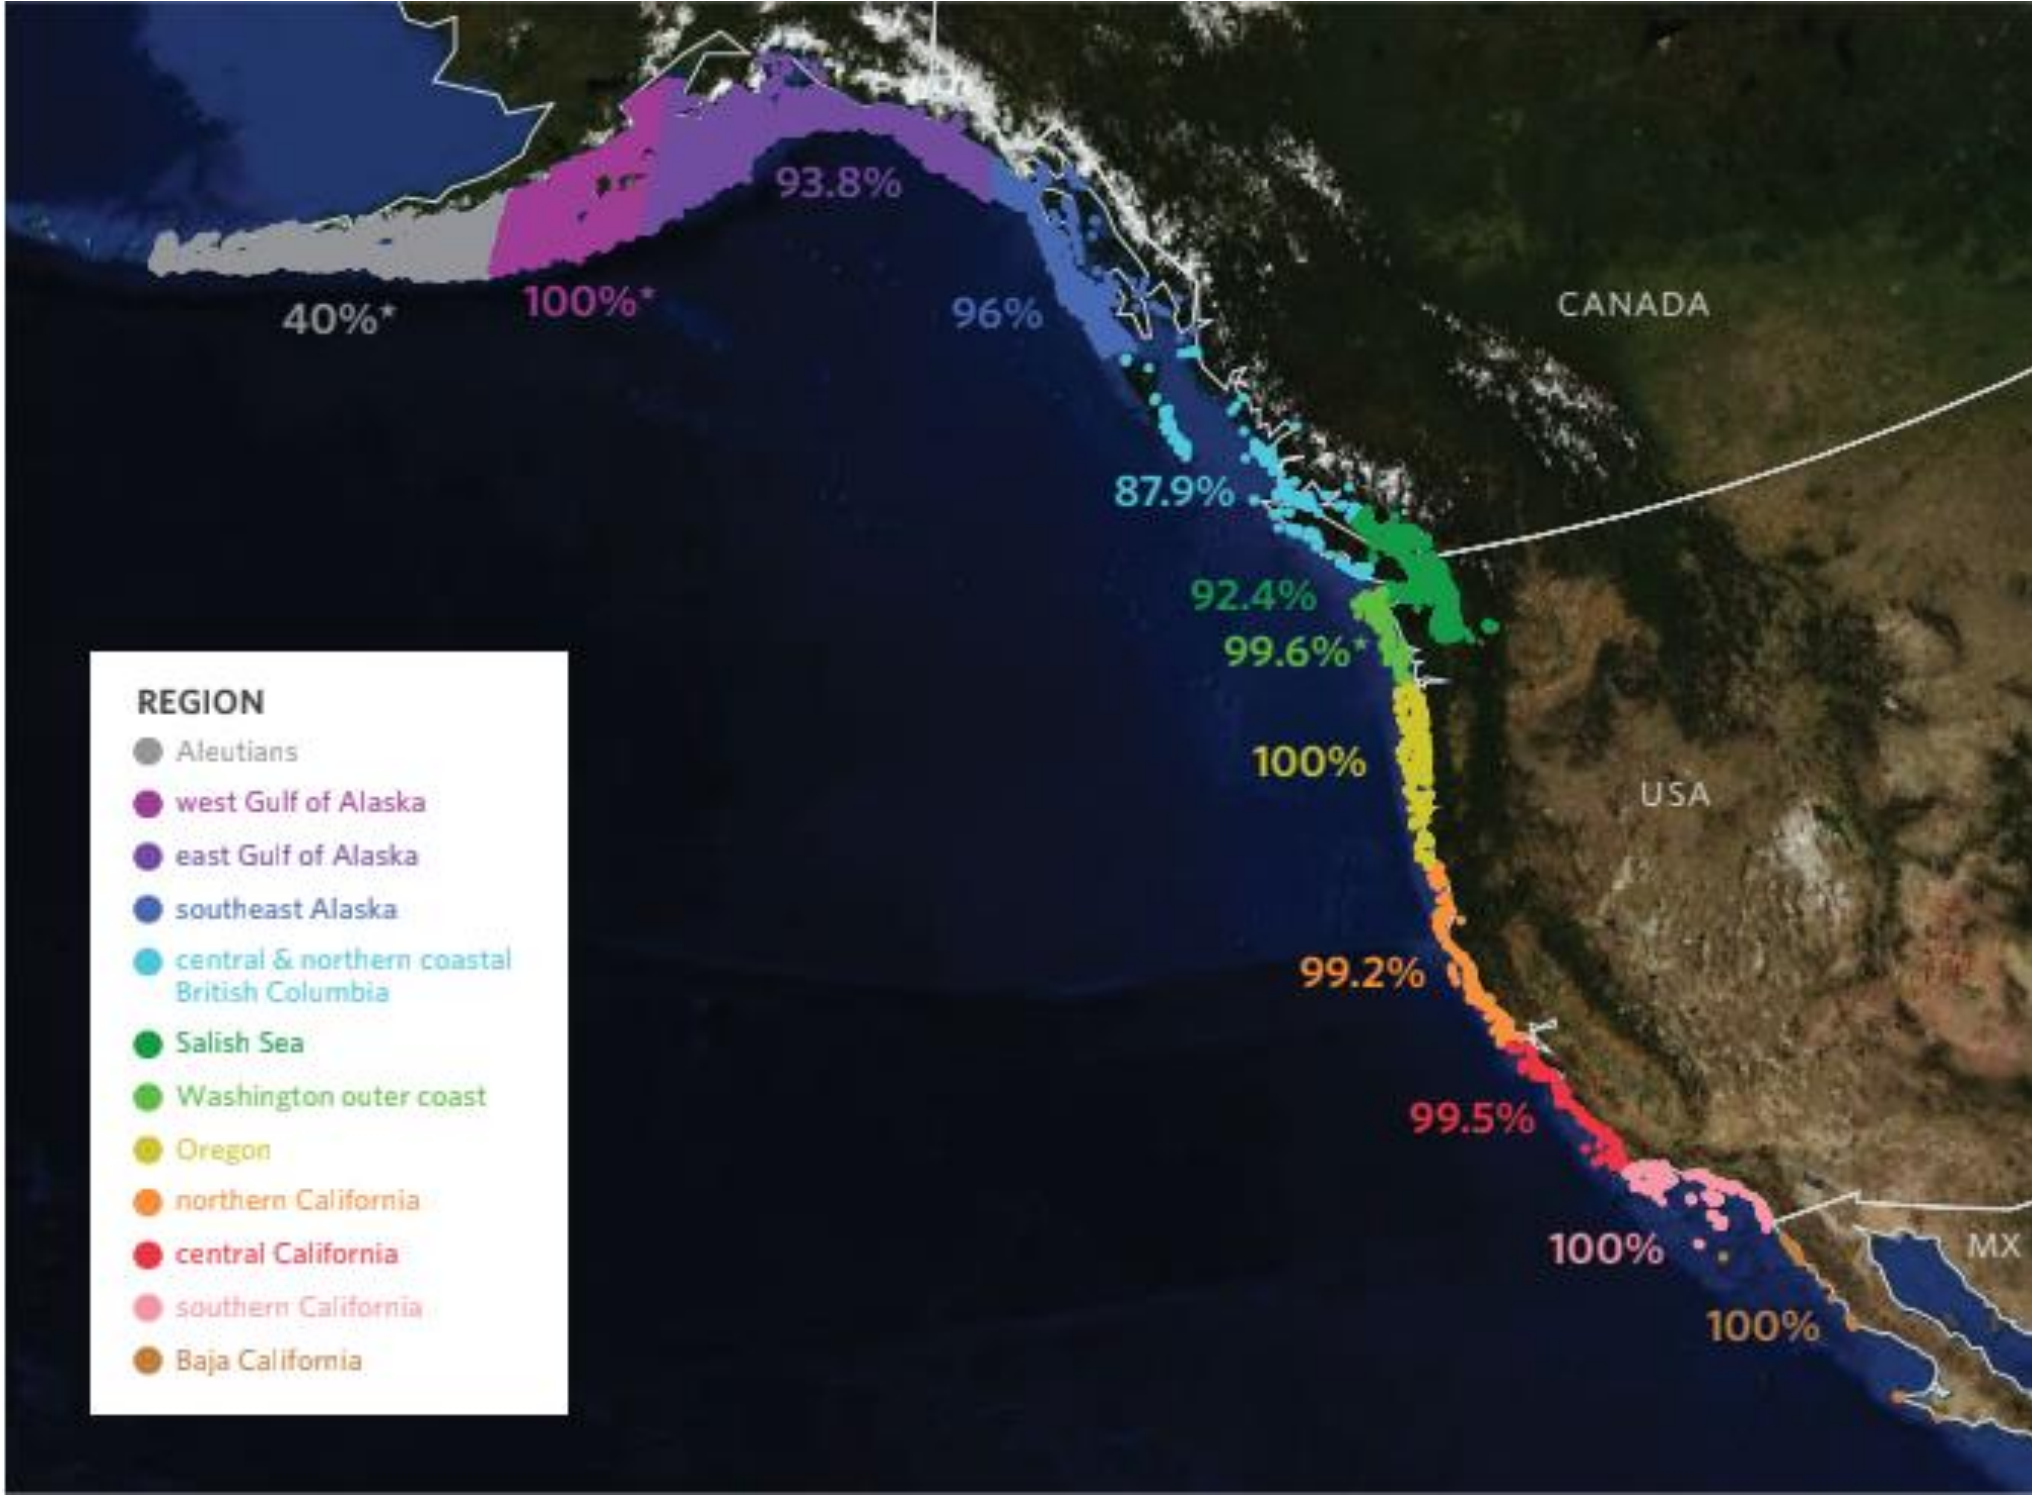 93.8%
100%*
40%*
96%
CANADA
87.9%
92.4%
99.6%*
100%
USA
99.2%
99.5%
100%
MX
100%
REGION
Aleutians
west Gulf of Alaska
east Gulf of Alaska
southeast Alaska
central & northern coastal
British Columbia
Salish Sea
Washington outer coast
Oregon
northern California
central California
southern California
Baja California